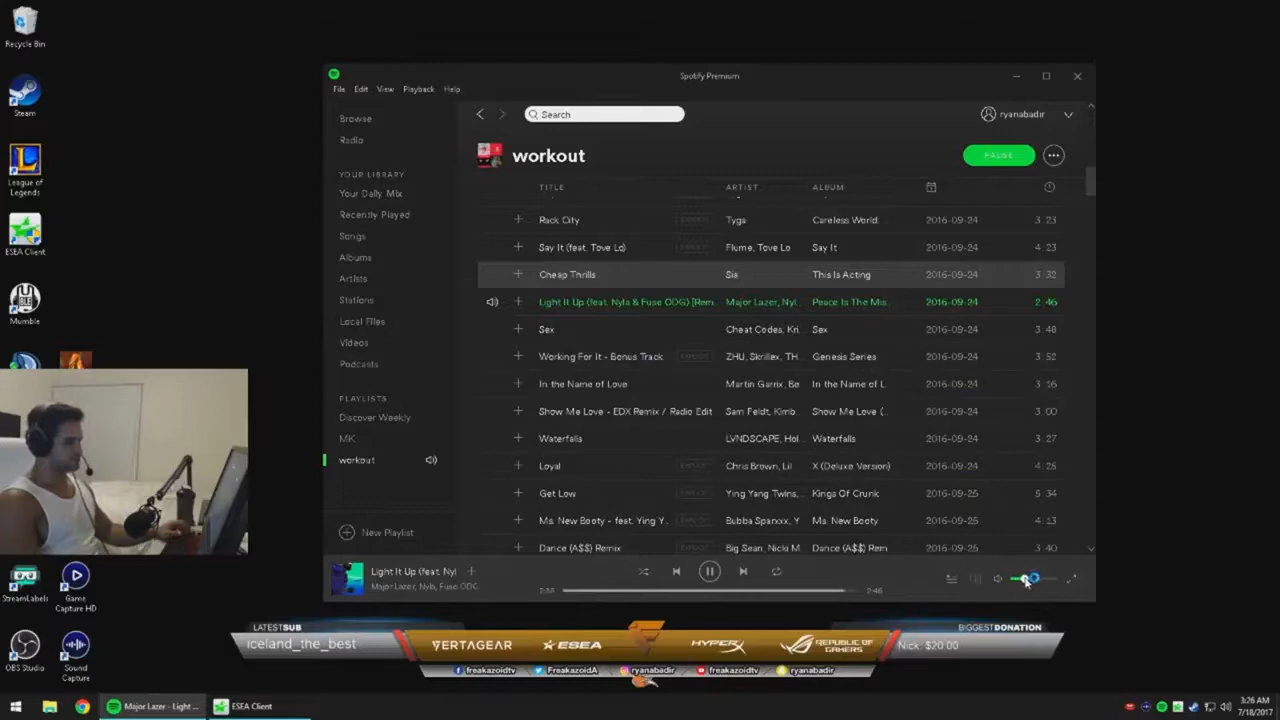 Recycle Bin
Steam
League of
Legends
ESEA Client
Mumble
StreamLabels
Game
Capture HD
OBS Studio
Sound
Capture
Spotify Premium
File Edit View Playback Help
Search
ryanabadir
Browse
Radio
YOUR LIBRARY
Your Daily Mix
Recently Played
Songs
Albums
Artists
Stations
Local Files
Videos
Podcasts
PLAYLISTS
Discover Weekly
MK
workout
New Playlist
workout
PAUSE
TITLE ARTIST ALBUM
Rack City EXPLICIT Tyga Careless World: 2016-09-24 3:23
Say It (feat. Tove Lo) EXPLICIT Flume, Tove Lo Say It 2016-09-24 4:23
Cheap Thrills Sia This Is Acting 2016-09-24 3:32
Light It Up (feat. Nyla & Fuse ODG) [Rem Major Lazer, Nyl... Peace Is The Mis... 2016-09-24 2:46
Sex Cheat Codes, Kri... Sex 2016-09-24 3:48
Working For It - Bonus Track EXPLICIT ZHU, Skrillex, TH... Genesis Series 2016-09-24 3:52
In the Name of Love Martin Garrix, Be In the Name of L 2016-09-24 3:16
Show Me Love - EDX Remix / Radio Edit Sam Feldt, Kimb... Show Me Love (... 2016-09-24 3:00
Waterfalls LVNDSCAPE, Hol... Waterfalls 2016-09-24 3:27
Loyal EXPLICIT Chris Brown, Lil X (Deluxe Version) 2016-09-24 4:25
Get Low EXPLICIT Ying Yang Twins, Kings Of Crunk 2016-09-25 5:34
Ms. New Booty - feat. Ying Y... EXPLICIT Bubba Sparxxx, Y Ms. New Booty 2016-09-25 4:13
Dance (A$$) Remix EXPLICIT Big Sean, Nicki M Dance (A$$) Rem 2016-09-25 3:40
Light It Up (feat. Nyl
Major Lazer, Nyla, Fuse ODG
2:46
LATESTSUB
iceland_the_best
VERTAGEAR ESEA HYPERX REPUBLIC OF GAMERS
BIGGESTDONATION
Nick: $20.00
freakazoidtv FreakazoidA ryanabadir freakazoidtv ryanabadir
Major Lazer - Light ... ESEA Client
3:26 AM
7/18/2017